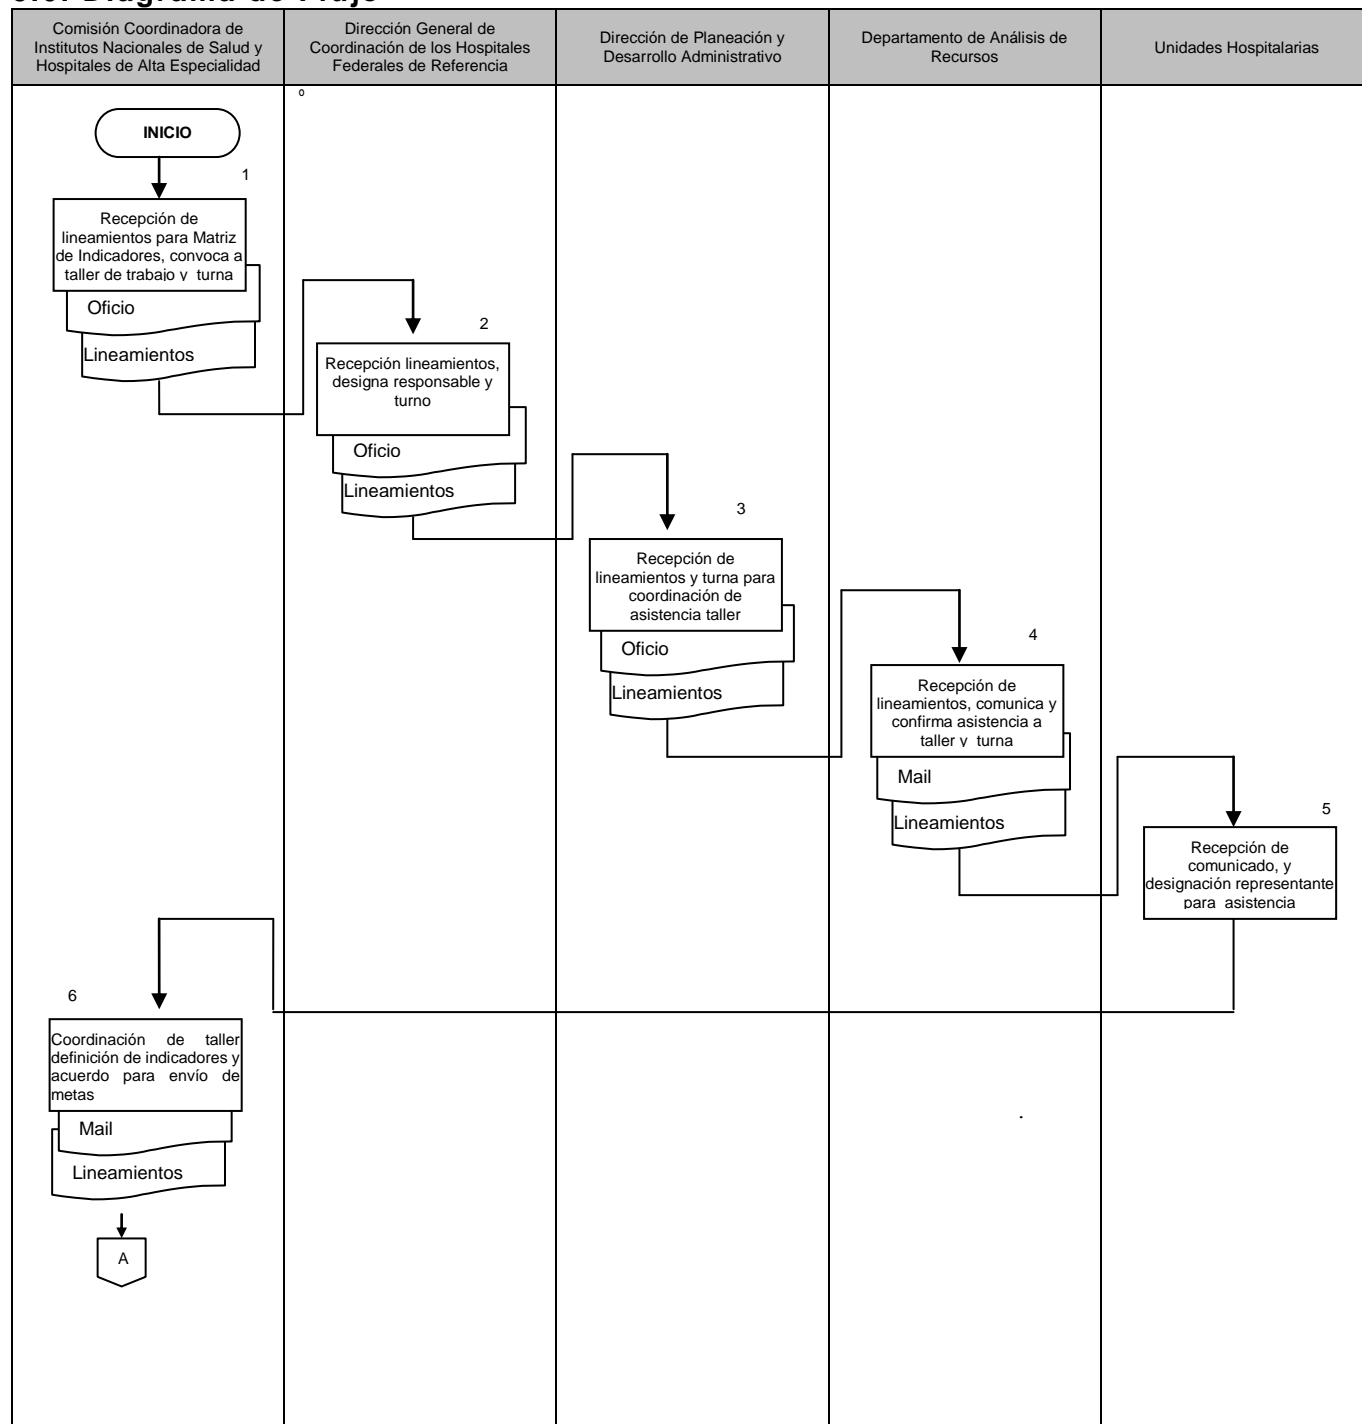 Comisión Coordinadora de
Institutos Nacionales de Salud y
Hospitales de Alta Especialidad
Dirección General de
Coordinación de los Hospitales
Federales de Referencia
Dirección de Planeación y
Desarrollo Administrativo
Departamento de Análisis de
Recursos
Unidades Hospitalarias
o
INICIO
1
Recepción de
lineamientos para Matriz
de Indicadores, convoca a
taller de trabajo y turna
Oficio
Lineamientos
2
Recepción lineamientos,
designa responsable y
turno
Oficio
Lineamientos
3
Recepción de
lineamientos y turna para
coordinación de
asistencia taller
Oficio
Lineamientos
4
Recepción de
lineamientos, comunica y
confirma asistencia a
taller y turna
Mail
Lineamientos
5
Recepción de
comunicado, y
designación representante
para asistencia
6
Coordinación de taller
definición de indicadores y
acuerdo para envío de
metas
Mail
Lineamientos
.
A